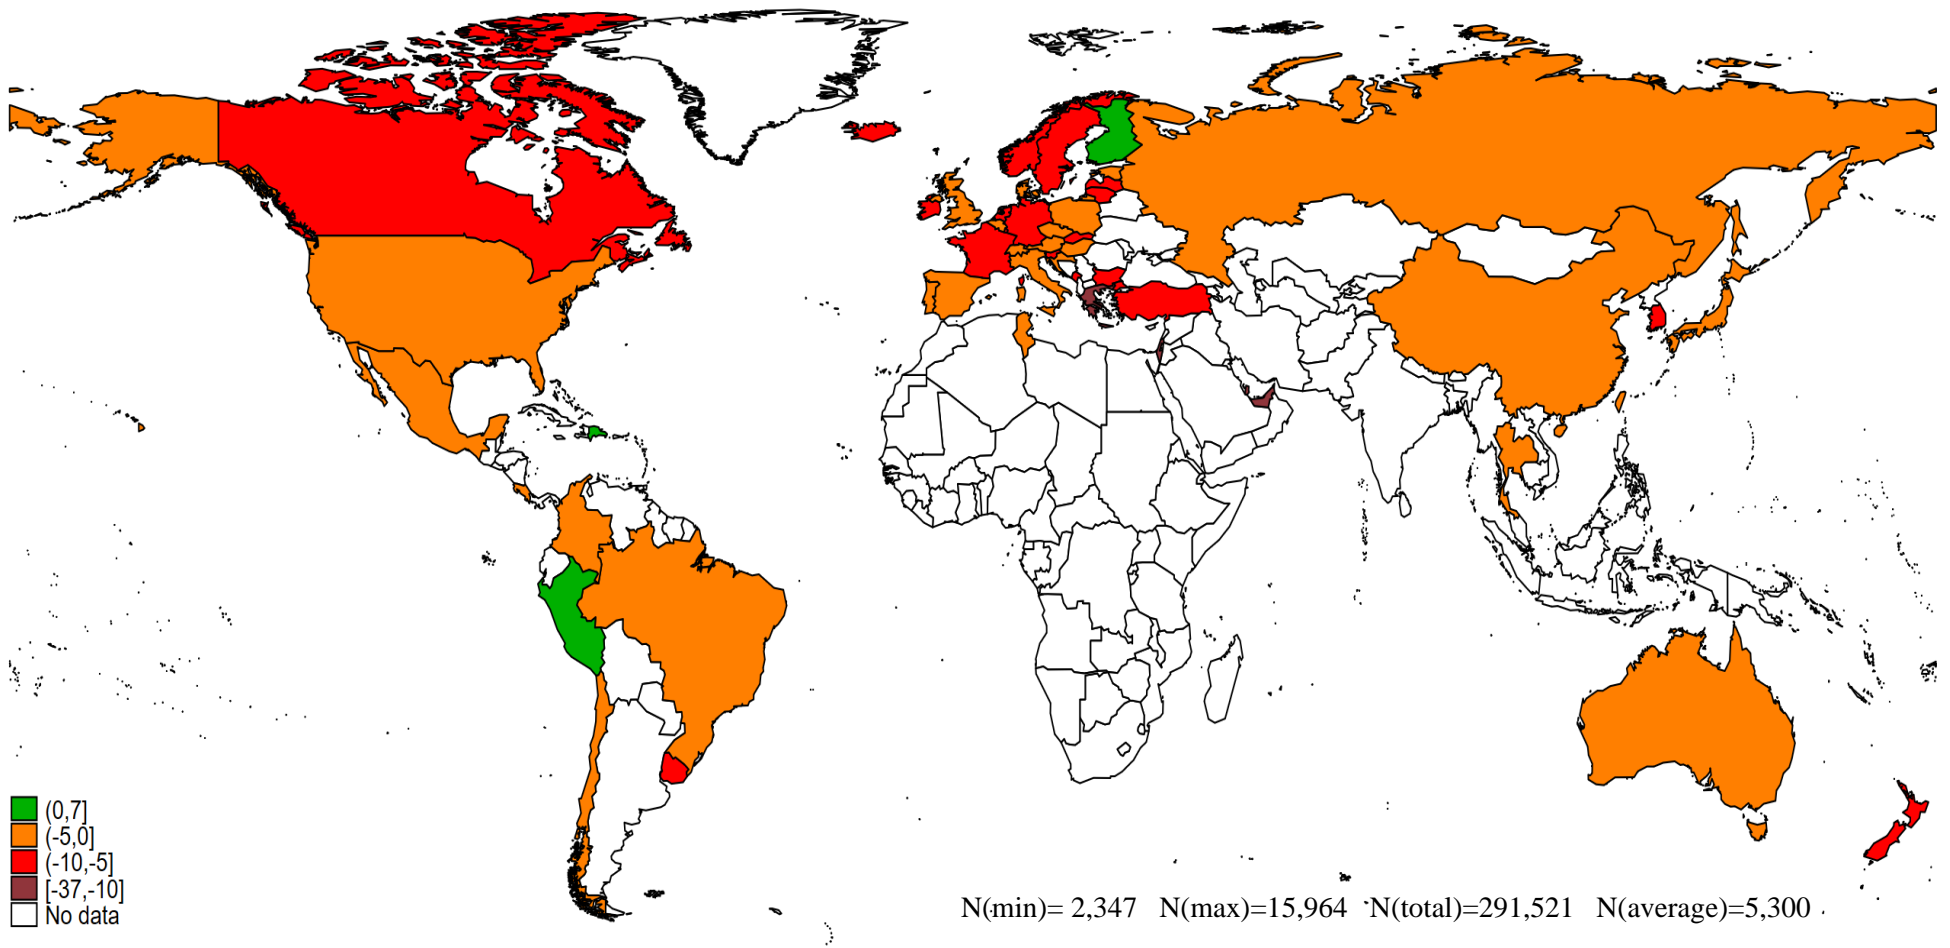 (0,7]
(-5,0]
(-10,-5]
[-37,-10]
No data
N(min)= 2,347 N(max)=15,964 N(total)=291,521 N(average)=5,300